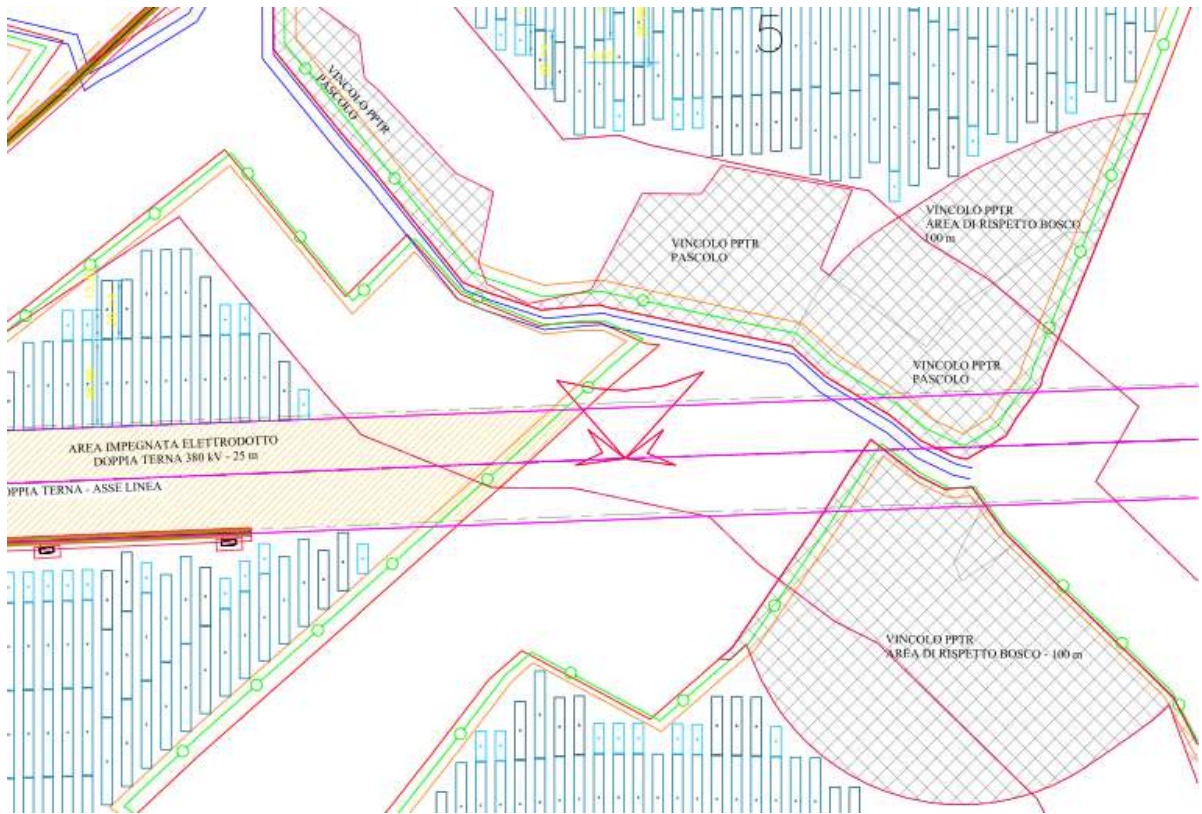 5
VINCOLO PPTR
PASCOLO
VINCOLO PPTR
AREA DI RISPETTO BOSCO
100 m
VINCOLO PPTR
PASCOLO
VINCOLO PPTR
PASCOLO
AREA IMPEGNATA ELETTRODOTTO
DOPPIA TERNA 380 kV - 25 m
OPPIA TERNA - ASSE LINEA
VINCOLO PPTR
AREA DI RISPETTO BOSCO - 100 m